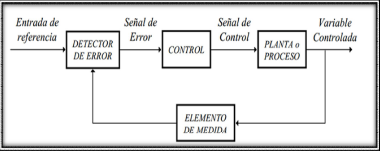 Entrada de
referencia
DETECTOR
DE ERROR
Señal de
Error
CONTROL
Señal de
Control
PLANTA o
PROCESO
Variable
Controlada
ELEMENTO
DE MEDIDA